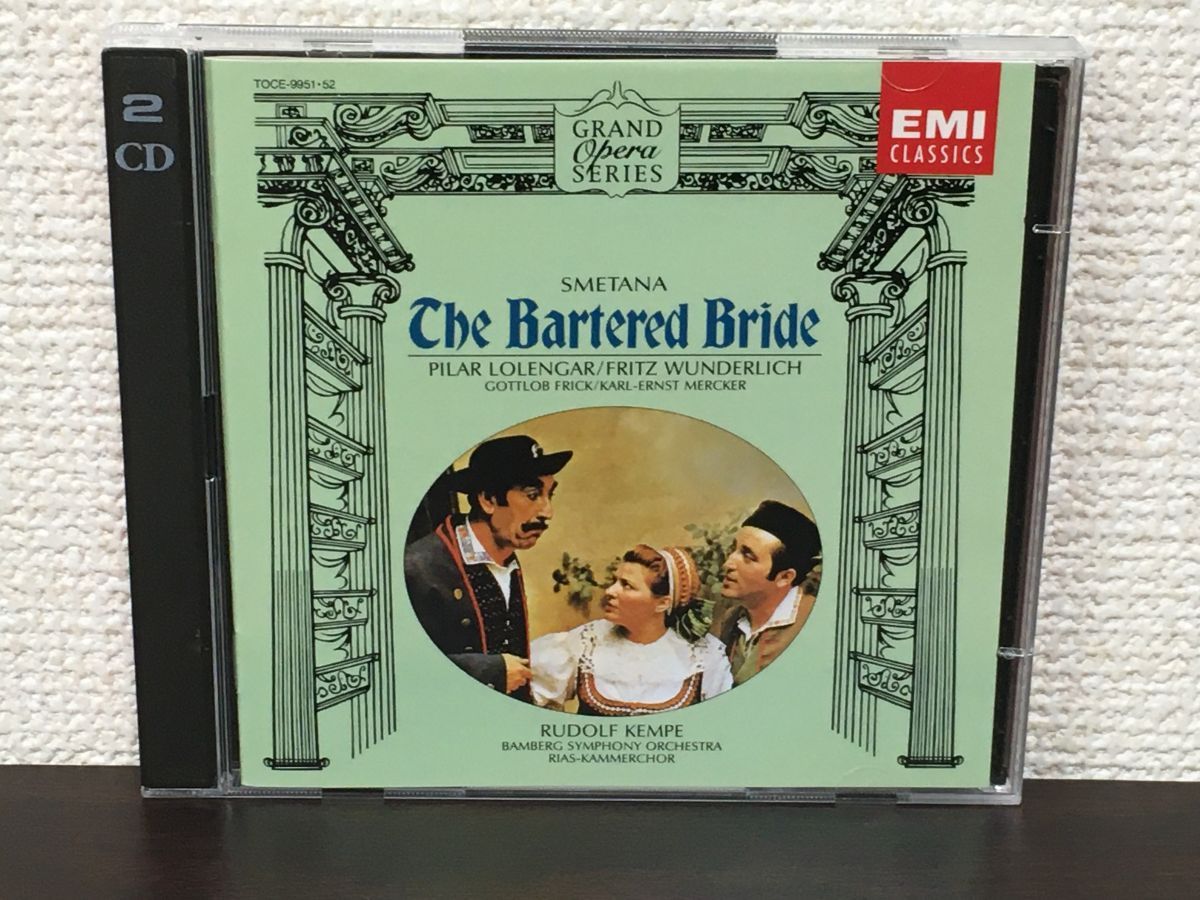 2
CD
TOCE-9951・52
GRAND
Opera
SERIES
EMI
CLASSICS
SMETANA
The Bartered Bride
PILAR LOLENGAR/FRITZ WUNDERLICH
GOTTLOB FRICK/KARL-ERNST MERCKER
RUDOLF KEMPE
BAMBERG SYMPHONY ORCHESTRA
RIAS-KAMMERCHOR